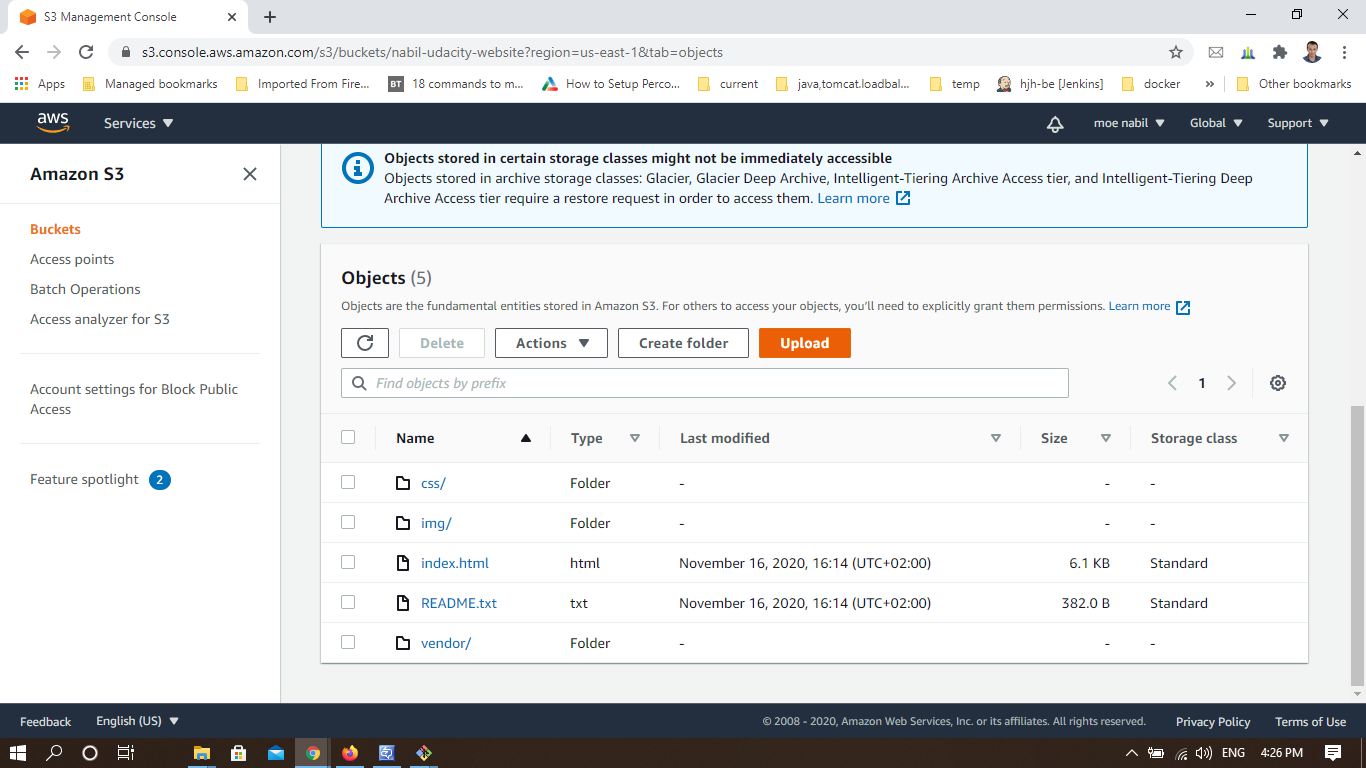 S3 Management Console
s3.console.aws.amazon.com/s3/buckets/nabil-udacity-website?region=us-east-1&tab=objects
Apps Managed bookmarks Imported From Fire... BT 18 commands to m... How to Setup Perco... current java,tomcat.loadbal... temp hjh-be [Jenkins] docker » Other bookmarks
aws Services moe nabil Global Support
Amazon S3
Buckets
Access points
Batch Operations
Access analyzer for S3
Account settings for Block Public
Access
Feature spotlight 2
Objects stored in certain storage classes might not be immediately accessible
Objects stored in archive storage classes: Glacier, Glacier Deep Archive, Intelligent-Tiering Archive Access tier, and Intelligent-Tiering Deep
Archive Access tier require a restore request in order to access them. Learn more
Objects (5)
Objects are the fundamental entities stored in Amazon S3. For others to access your objects, you'll need to explicitly grant them permissions. Learn more
Delete Actions Create folder Upload
Find objects by prefix 1
Name Type Last modified Size Storage class
css/ Folder - - -
img/ Folder - - -
index.html html November 16, 2020, 16:14 (UTC+02:00) 6.1 KB Standard
README.txt txt November 16, 2020, 16:14 (UTC+02:00) 382.0 B Standard
vendor/ Folder - - -
Feedback English (US) © 2008 - 2020, Amazon Web Services, Inc. or its affiliates. All rights reserved. Privacy Policy Terms of Use
ENG 4:26 PM